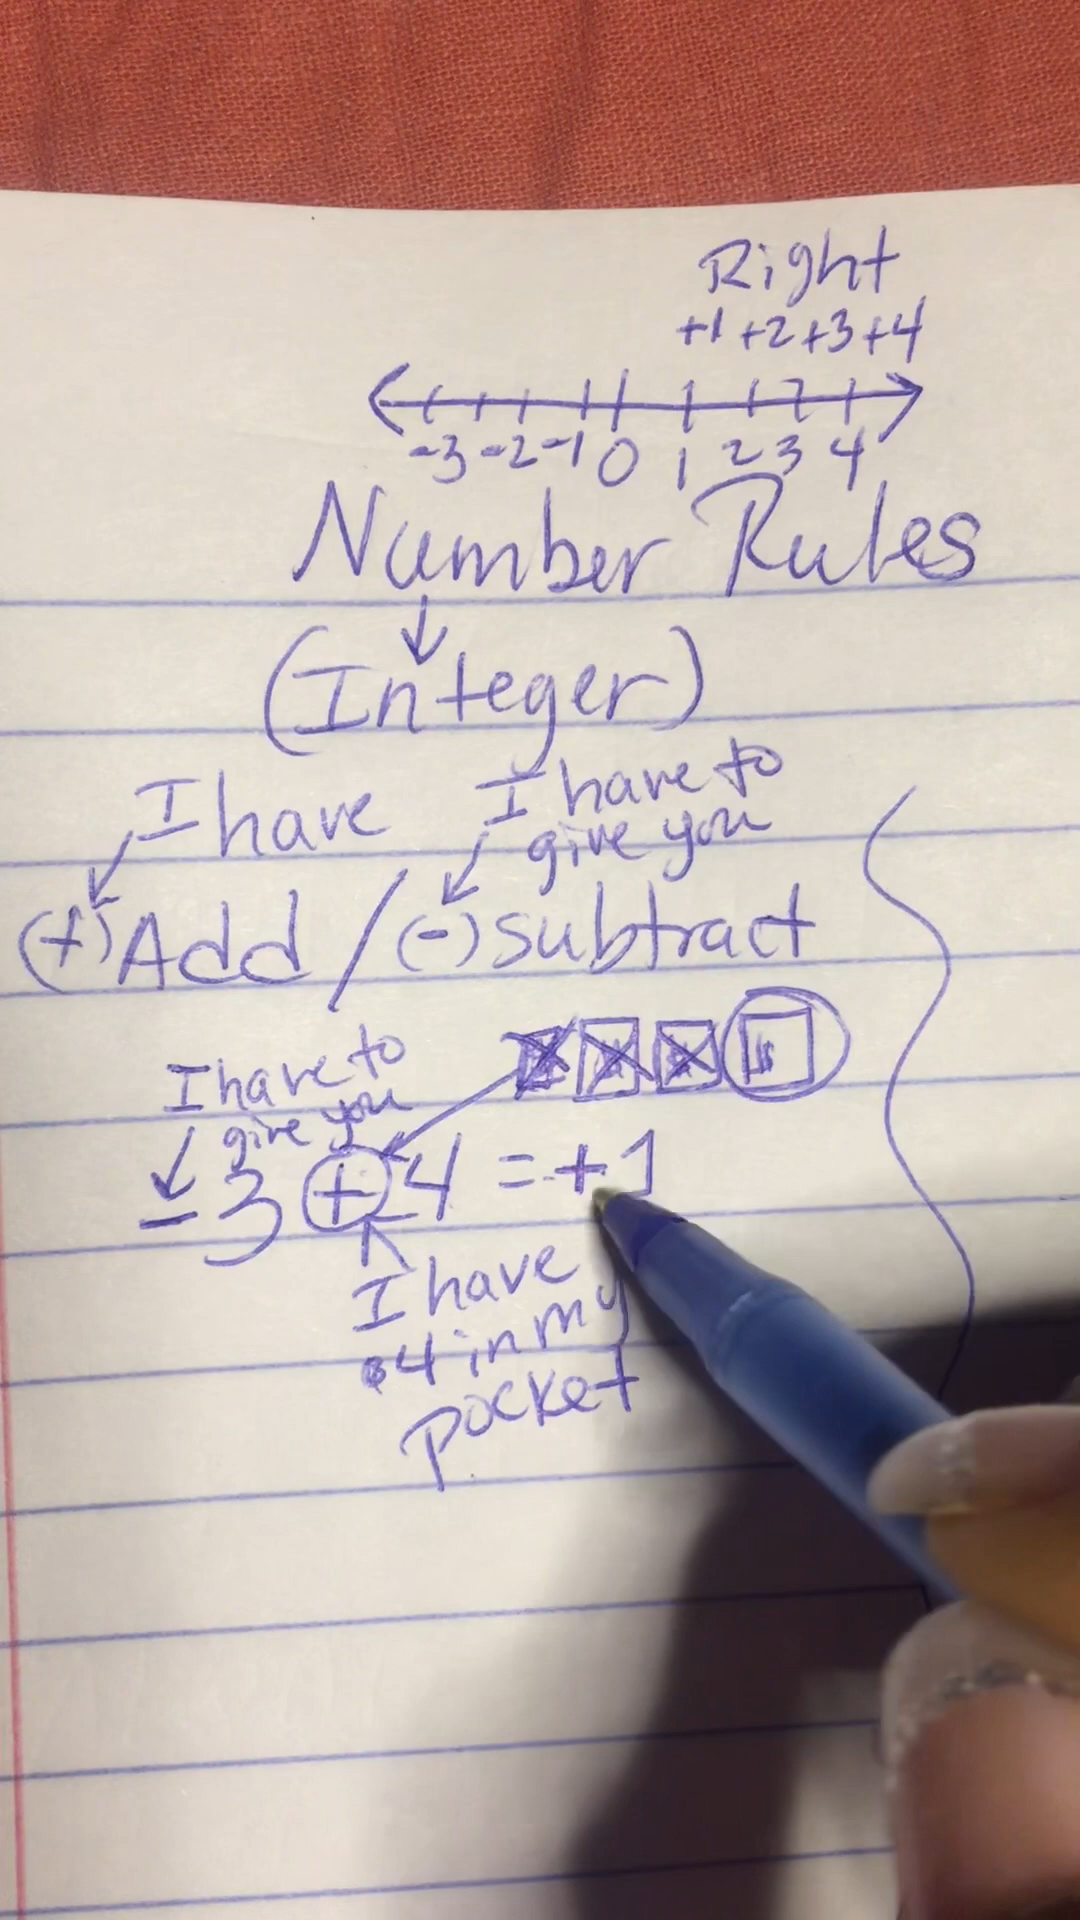 Right
+1 +2 +3 +4
-3 -2 -1 0 1 2 3 4
Number Rules
(Integer)
I have
I have to
give you
(+) Add / (-) subtract
I have to
give you
-3 + 4 = +1
I have
$4 in my
pocket